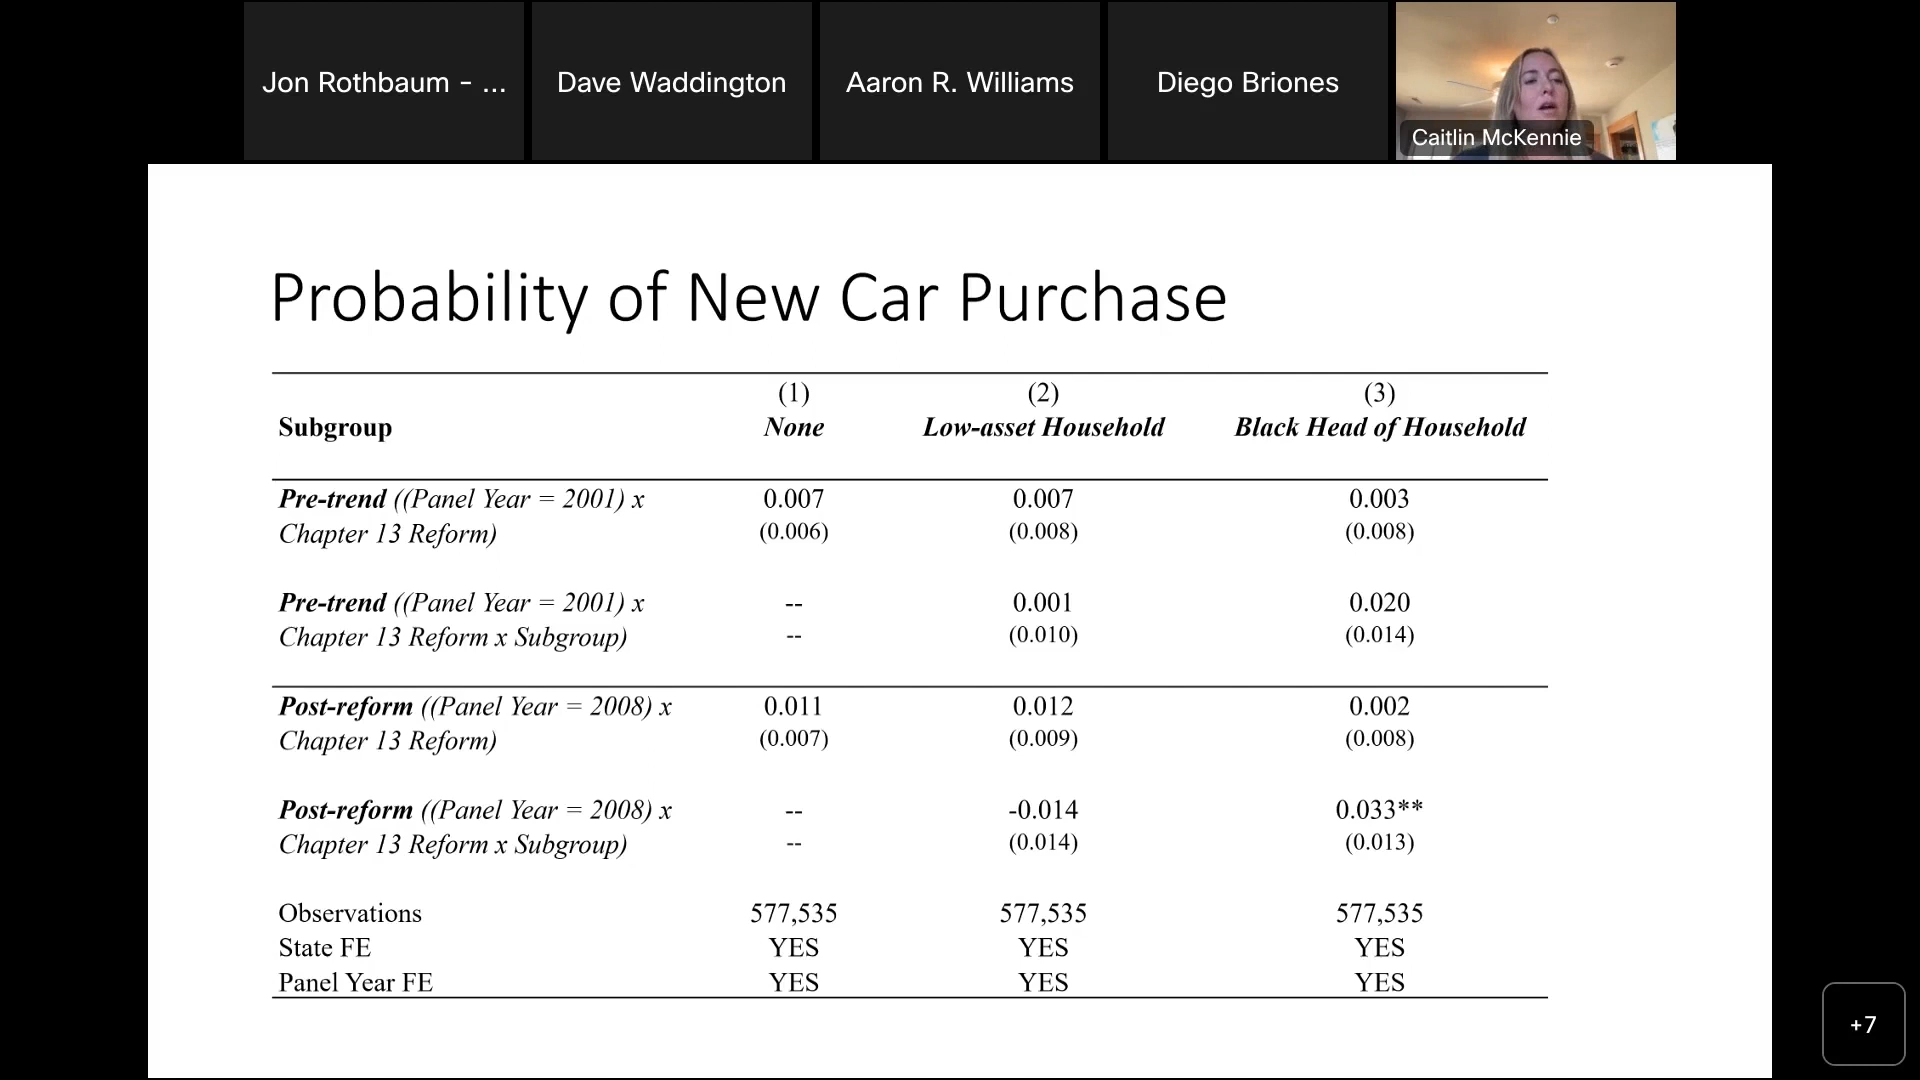 Jon Rothbaum - ...
Dave Waddington
Aaron R. Williams
Diego Briones
Caitlin McKennie
Probability of New Car Purchase
(1) (2) (3)
Subgroup None Low-asset Household Black Head of Household
Pre-trend ((Panel Year = 2001) x 0.007 0.007 0.003
Chapter 13 Reform) (0.006) (0.008) (0.008)
Pre-trend ((Panel Year = 2001) x -- 0.001 0.020
Chapter 13 Reform x Subgroup) -- (0.010) (0.014)
Post-reform ((Panel Year = 2008) x 0.011 0.012 0.002
Chapter 13 Reform) (0.007) (0.009) (0.008)
Post-reform ((Panel Year = 2008) x -- -0.014 0.033**
Chapter 13 Reform x Subgroup) -- (0.014) (0.013)
Observations 577,535 577,535 577,535
State FE YES YES YES
Panel Year FE YES YES YES
+7